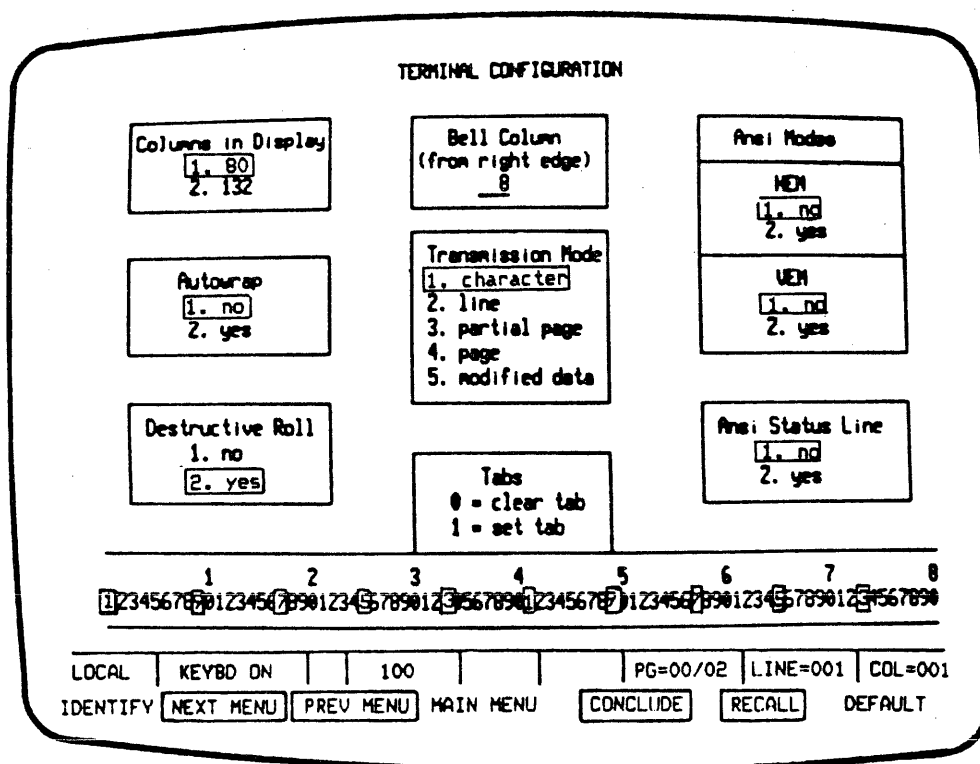 TERMINAL CONFIGURATION
Columns in Display
1. 80
2. 132
Bell Column
(from right edge)
8
Ansi Modes
HEM
1. no
2. yes
VEM
1. no
2. yes
Autowrap
1. no
2. yes
Transmission Mode
1. character
2. line
3. partial page
4. page
5. modified data
Destructive Roll
1. no
2. yes
Ansi Status Line
1. no
2. yes
Tabs
0 = clear tab
1 = set tab
1 2 3 4 5 6 7 8
12345678901234567890123456789012345678901234567890123456789012345678901234567890
LOCAL KEYBD ON 100 PG=00/02 LINE=001 COL=001
IDENTIFY NEXT MENU PREV MENU MAIN MENU CONCLUDE RECALL DEFAULT